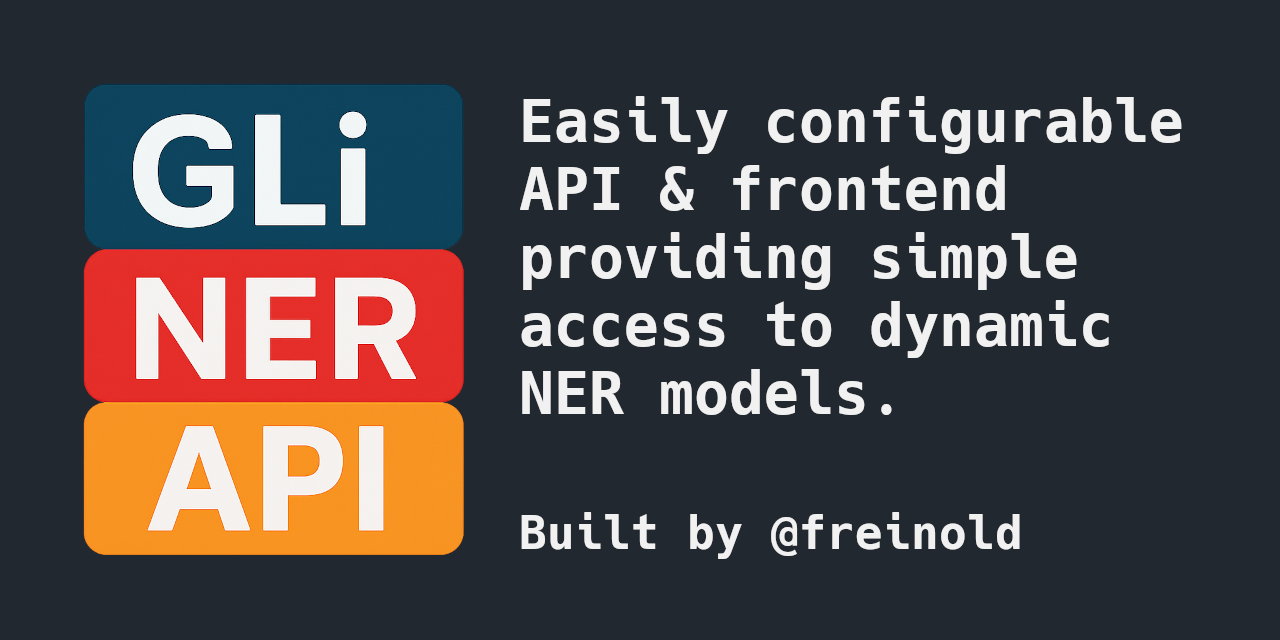 GLi
NER
API
Easily configurable
API & frontend
providing simple
access to dynamic
NER models.
Built by @freinold